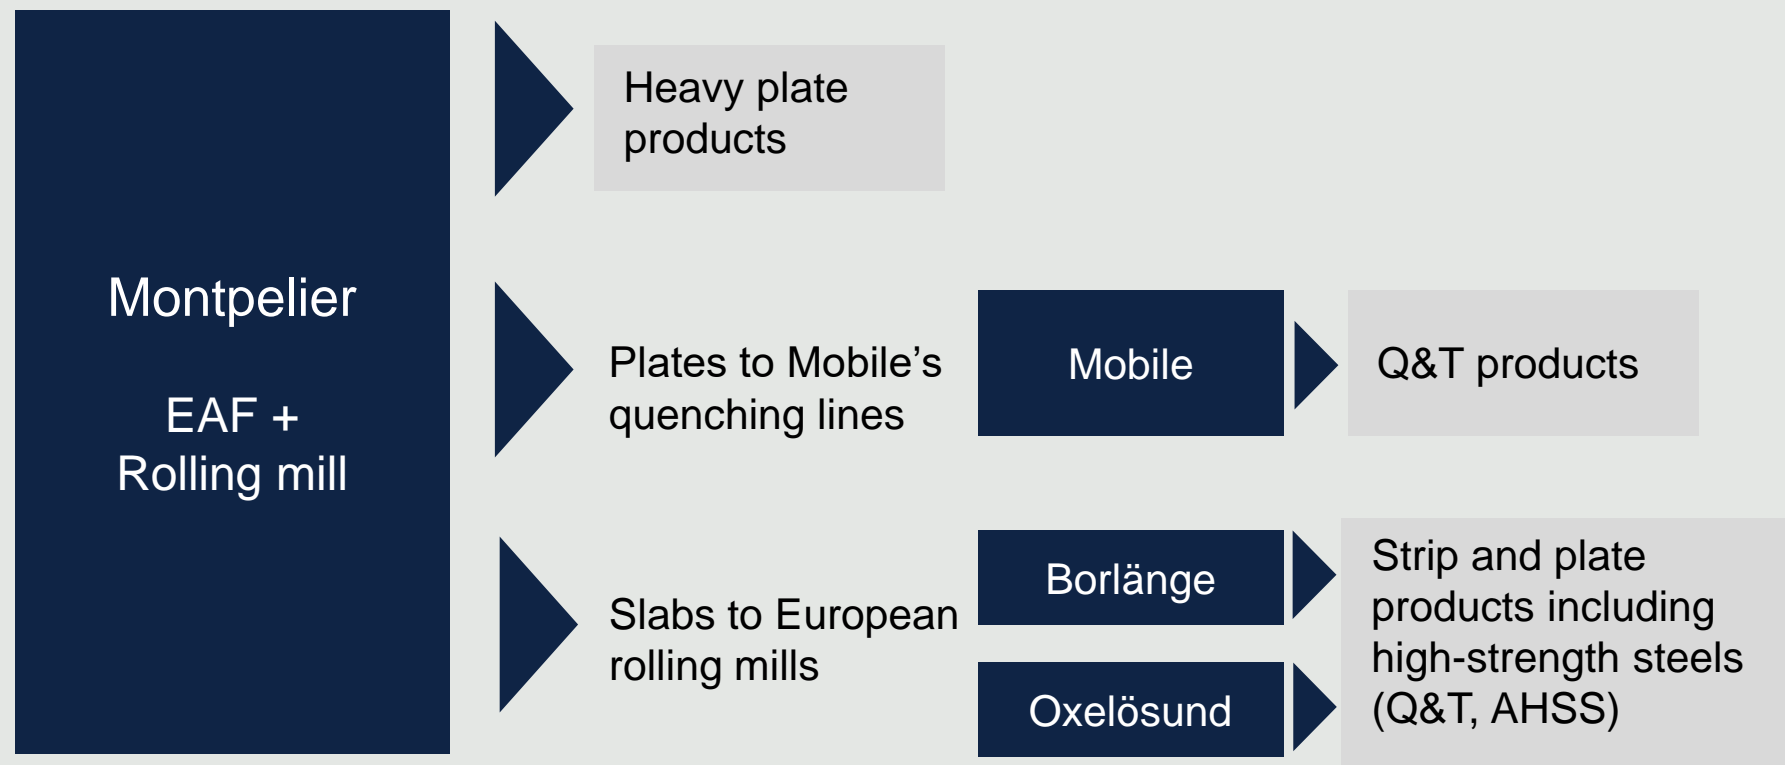 Montpelier
EAF +
Rolling mill
Heavy plate
products
Plates to Mobile’s
quenching lines
Mobile
Q&T products
Slabs to European
rolling mills
Borlänge
Oxelösund
Strip and plate
products including
high-strength steels
(Q&T, AHSS)